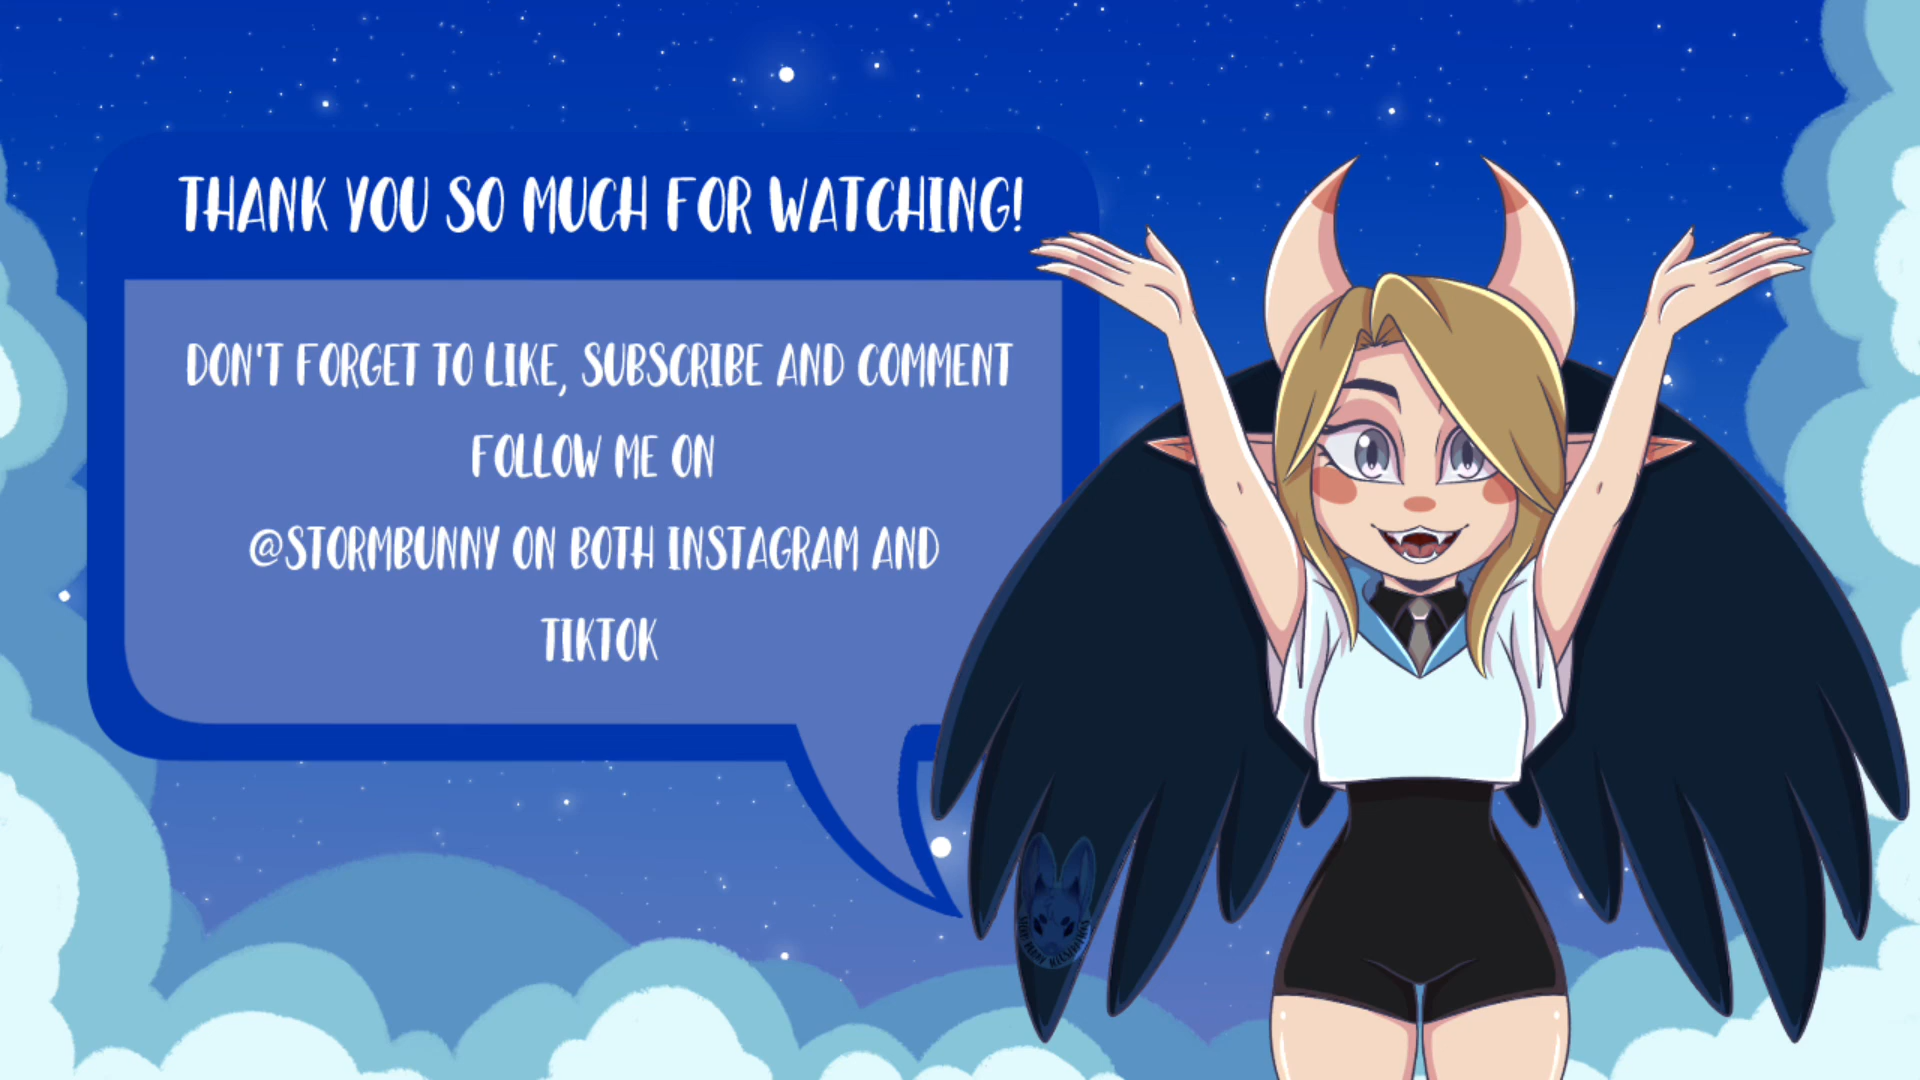 THANK YOU SO MUCH FOR WATCHING!
DON'T FORGET TO LIKE, SUBSCRIBE AND COMMENT
FOLLOW ME ON
@STORMBUNNY ON BOTH INSTAGRAM AND
TIKTOK